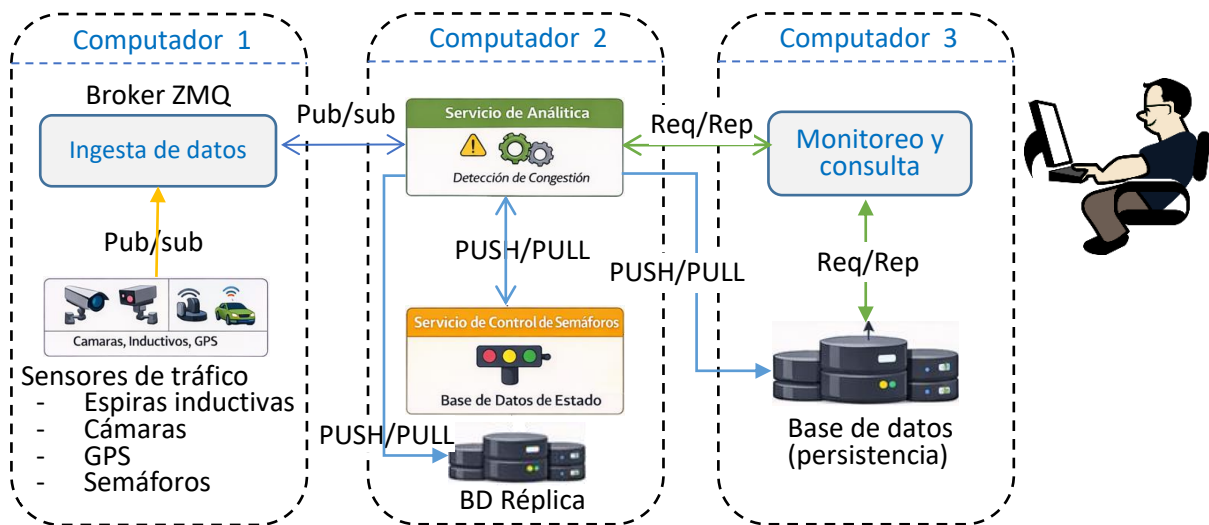 Computador 1
Broker ZMQ
Ingesta de datos
Pub/sub
Camaras, Inductivos, GPS
Sensores de tráfico
- Espiras inductivas
- Cámaras
- GPS
- Semáforos
Pub/sub
Computador 2
Servicio de Análitica
Detección de Congestión
PUSH/PULL
Servicio de Control de Semáforos
Base de Datos de Estado
PUSH/PULL
BD Réplica
Req/Rep
PUSH/PULL
Computador 3
Monitoreo y
consulta
Req/Rep
Base de datos
(persistencia)